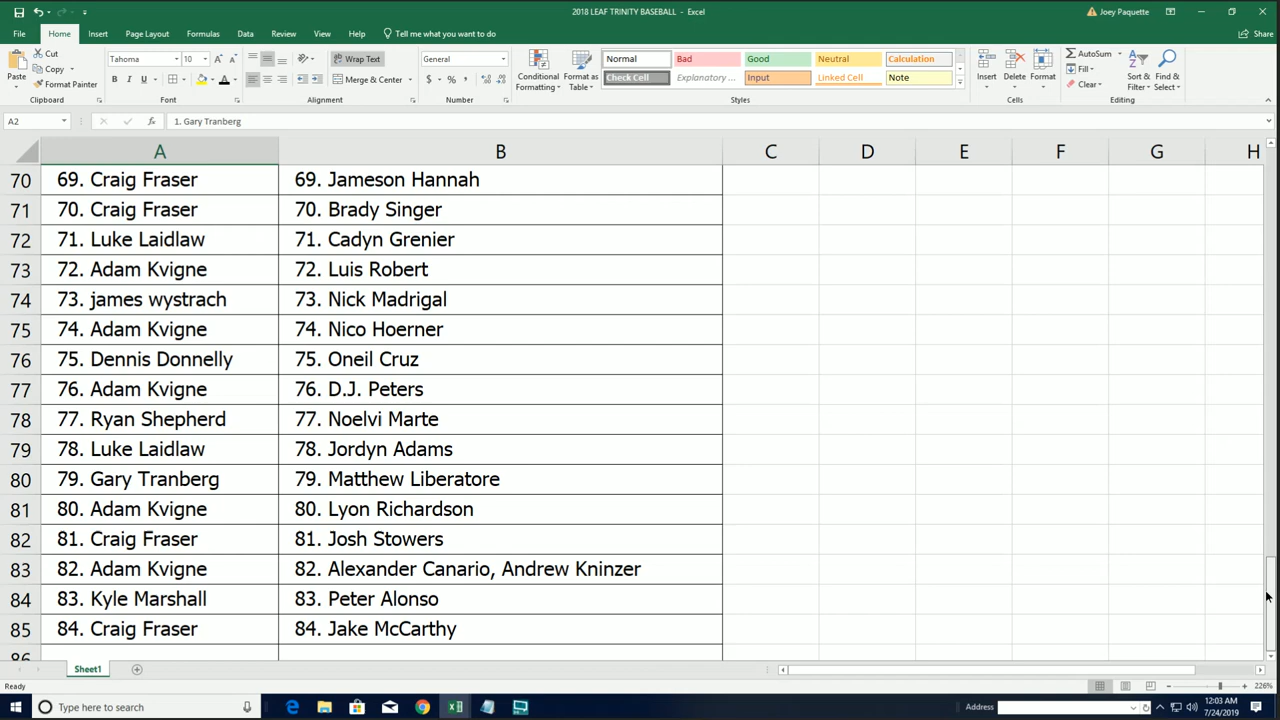 2018 LEAF TRINITY BASEBALL - Excel
Joey Paquette
File Home Insert Page Layout Formulas Data Review View Help Tell me what you want to do Share
Paste
Cut
Copy
Format Painter
Clipboard
Tahoma 10
B I U
Font
Wrap Text
Merge & Center
Alignment
General
Number
Conditional Formatting
Format as Table
Normal Bad Good Neutral Calculation
Check Cell Explanatory ... Input Linked Cell Note
Styles
Insert Delete Format
Cells
AutoSum
Fill
Clear
Sort & Filter
Find & Select
Editing
A2 1. Gary Tranberg
A B C D E F G H
70 69. Craig Fraser 69. Jameson Hannah
71 70. Craig Fraser 70. Brady Singer
72 71. Luke Laidlaw 71. Cadyn Grenier
73 72. Adam Kvigne 72. Luis Robert
74 73. james wystrach 73. Nick Madrigal
75 74. Adam Kvigne 74. Nico Hoerner
76 75. Dennis Donnelly 75. Oneil Cruz
77 76. Adam Kvigne 76. D.J. Peters
78 77. Ryan Shepherd 77. Noelvi Marte
79 78. Luke Laidlaw 78. Jordyn Adams
80 79. Gary Tranberg 79. Matthew Liberatore
81 80. Adam Kvigne 80. Lyon Richardson
82 81. Craig Fraser 81. Josh Stowers
83 82. Adam Kvigne 82. Alexander Canario, Andrew Kninzer
84 83. Kyle Marshall 83. Peter Alonso
85 84. Craig Fraser 84. Jake McCarthy
86
Sheet1
Ready 226%
Type here to search Address 12:03 AM
7/24/2019